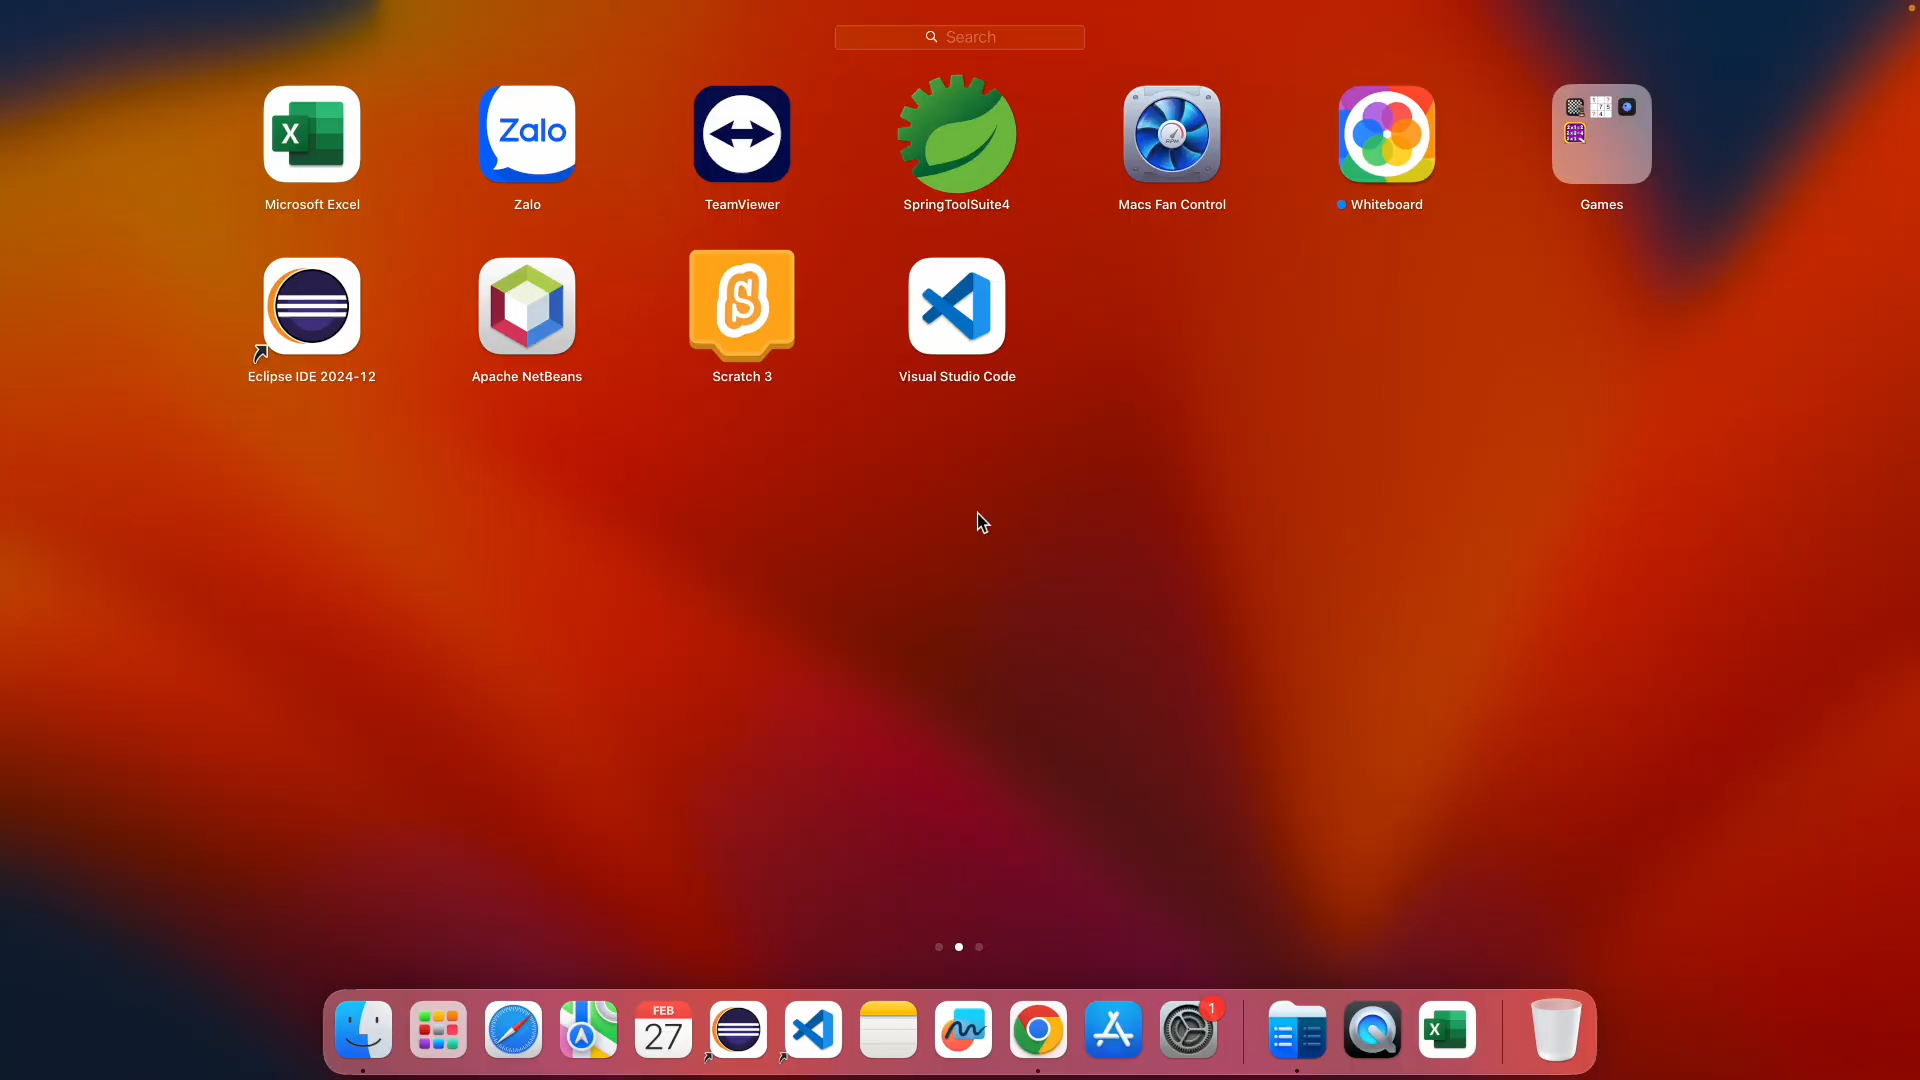 Search
Zalo
Microsoft Excel
Zalo
TeamViewer
SpringToolSuite4
Macs Fan Control
Whiteboard
Games
Eclipse IDE 2024-12
Apache NetBeans
Scratch 3
Visual Studio Code
FEB
27
1